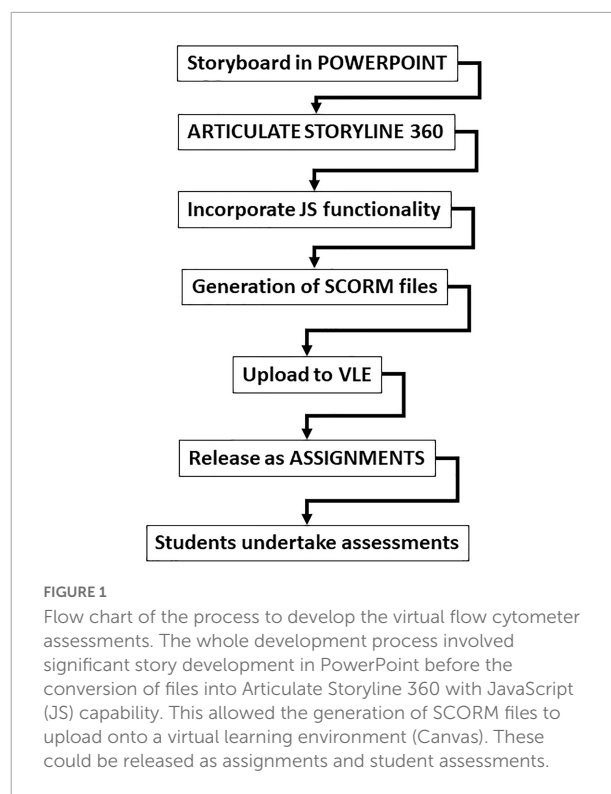 Storyboard in POWERPOINT
ARTICULATE STORYLINE 360
Incorporate JS functionality
Generation of SCORM files
Upload to VLE
Release as ASSIGNMENTS
Students undertake assessments
FIGURE 1
Flow chart of the process to develop the virtual flow cytometer
assessments. The whole development process involved
significant story development in PowerPoint before the
conversion of files into Articulate Storyline 360 with JavaScript
(JS) capability. This allowed the generation of SCORM files to
upload onto a virtual learning environment (Canvas). These
could be released as assignments and student assessments.